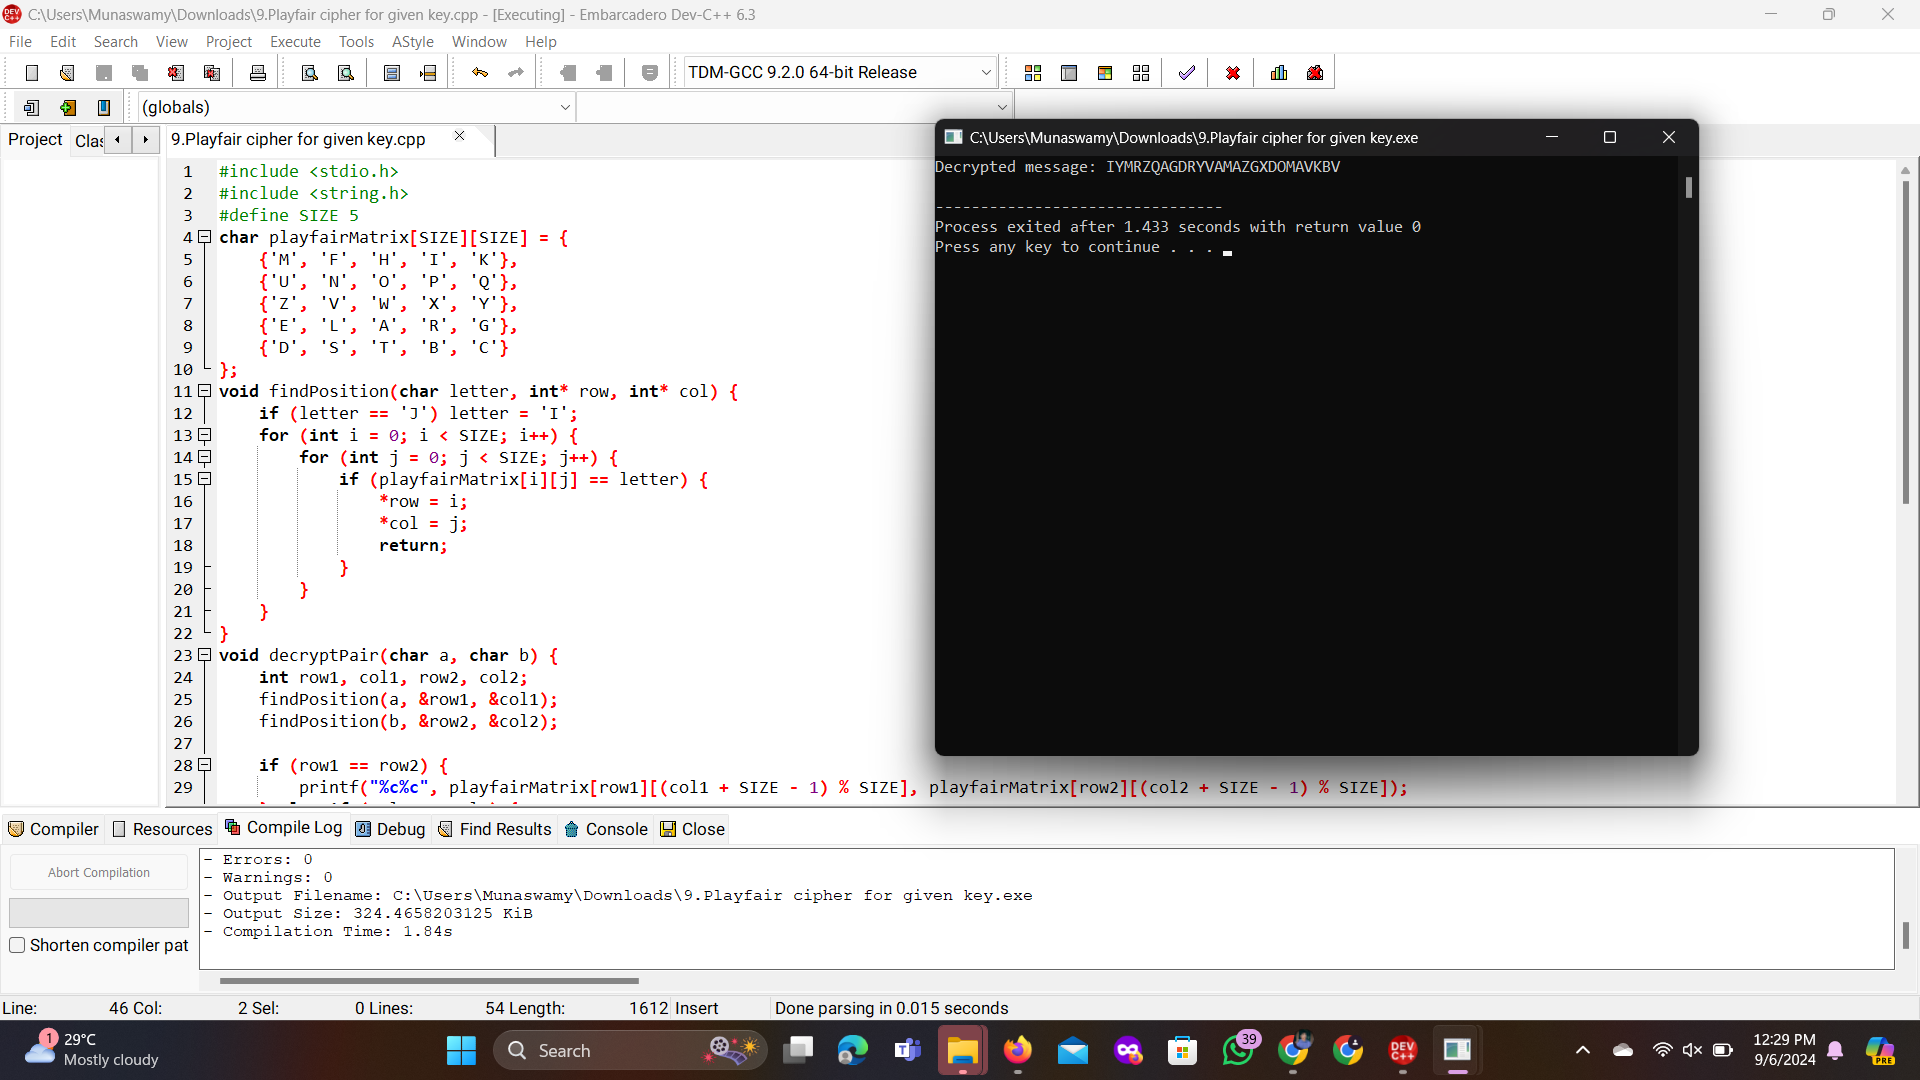 C:\Users\Munaswamy\Downloads\9.Playfair cipher for given key.cpp - [Executing] - Embarcadero Dev-C++ 6.3
File Edit Search View Project Execute Tools AStyle Window Help
TDM-GCC 9.2.0 64-bit Release
(globals)
Project Clas 9.Playfair cipher for given key.cpp
1 #include <stdio.h>
2 #include <string.h>
3 #define SIZE 5
4 char playfairMatrix[SIZE][SIZE] = {
5 {'M', 'F', 'H', 'I', 'K'},
6 {'U', 'N', 'O', 'P', 'Q'},
7 {'Z', 'V', 'W', 'X', 'Y'},
8 {'E', 'L', 'A', 'R', 'G'},
9 {'D', 'S', 'T', 'B', 'C'}
10 };
11 void findPosition(char letter, int* row, int* col) {
12 if (letter == 'J') letter = 'I';
13 for (int i = 0; i < SIZE; i++) {
14 for (int j = 0; j < SIZE; j++) {
15 if (playfairMatrix[i][j] == letter) {
16 *row = i;
17 *col = j;
18 return;
19 }
20 }
21 }
22 }
23 void decryptPair(char a, char b) {
24 int row1, col1, row2, col2;
25 findPosition(a, &row1, &col1);
26 findPosition(b, &row2, &col2);
27
28 if (row1 == row2) {
29 printf("%c%c", playfairMatrix[row1][(col1 + SIZE - 1) % SIZE], playfairMatrix[row2][(col2 + SIZE - 1) % SIZE]);
C:\Users\Munaswamy\Downloads\9.Playfair cipher for given key.exe
Decrypted message: IYMRZQAGDRYVAMAZGXDOMAVKBV
--------------------------------
Process exited after 1.433 seconds with return value 0
Press any key to continue . . .
Compiler Resources Compile Log Debug Find Results Console Close
Abort Compilation
Shorten compiler pat
- Errors: 0
- Warnings: 0
- Output Filename: C:\Users\Munaswamy\Downloads\9.Playfair cipher for given key.exe
- Output Size: 324.4658203125 KiB
- Compilation Time: 1.84s
Line: 46 Col: 2 Sel: 0 Lines: 54 Length: 1612 Insert Done parsing in 0.015 seconds
1
29°C
Mostly cloudy
Search
39
DEV C++
12:29 PM
9/6/2024
PRE